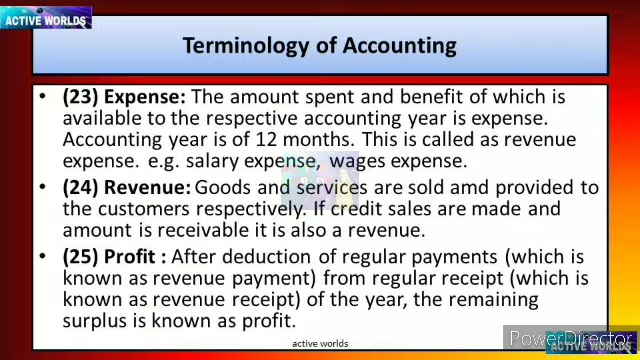 ACTIVE WORLDS
Terminology of Accounting
• (23) Expense: The amount spent and benefit of which is
available to the respective accounting year is expense.
Accounting year is of 12 months. This is called as revenue
expense. e.g. salary expense, wages expense.
• (24) Revenue: Goods and services are sold amd provided to
the customers respectively. If credit sales are made and
amount is receivable it is also a revenue.
• (25) Profit : After deduction of regular payments (which is
known as revenue payment) from regular receipt (which is
known as revenue receipt) of the year, the remaining
surplus is known as profit.
active worlds
PowerDirector
ACTIVE WORLDS